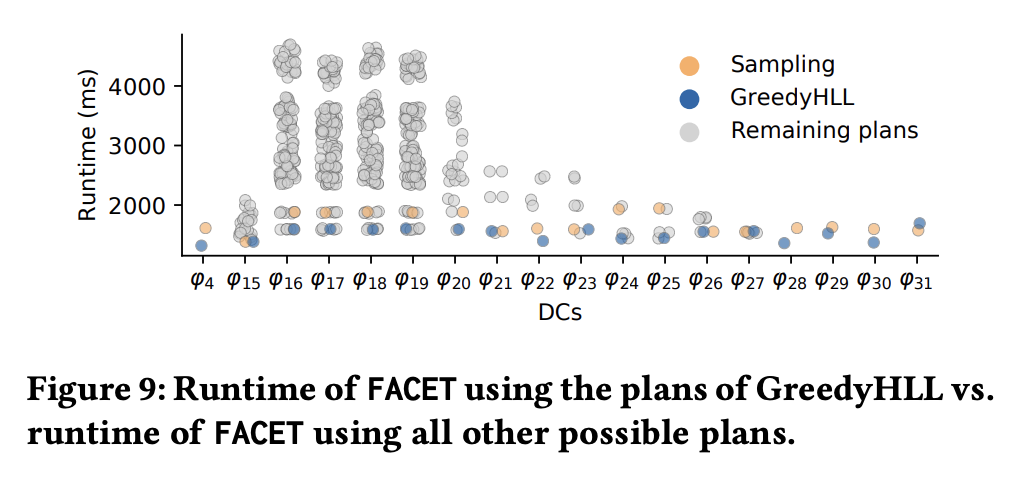 Runtime (ms)
4000
3000
2000
Sampling
GreedyHLL
Remaining plans
φ4 φ15 φ16 φ17 φ18 φ19 φ20 φ21 φ22 φ23 φ24 φ25 φ26 φ27 φ28 φ29 φ30 φ31
DCs
Figure 9: Runtime of FACET using the plans of GreedyHLL vs.
runtime of FACET using all other possible plans.